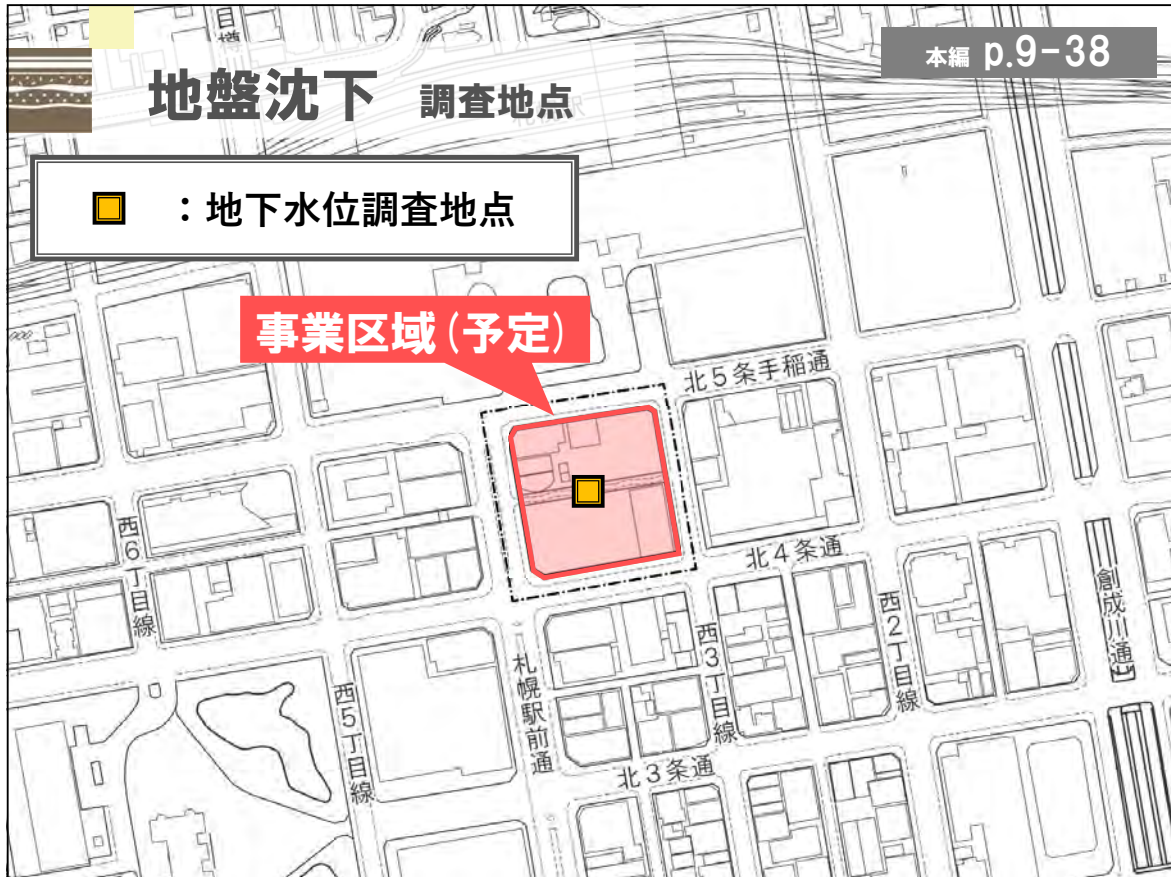 本編 p.9-38
地盤沈下 調査地点
：地下水位調査地点
事業区域(予定)
北5条手稲通
北4条通
西6丁目線
創成川通
西2丁目線
西3丁目線
札幌駅前通
西5丁目線
北3条通